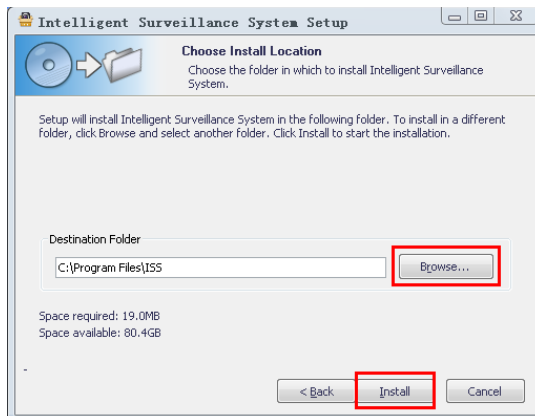 Intelligent Surveillance System Setup
Choose Install Location
Choose the folder in which to install Intelligent Surveillance
System.
Setup will install Intelligent Surveillance System in the following folder. To install in a different
folder, click Browse and select another folder. Click Install to start the installation.
Destination Folder
C:\Program Files\ISS
Browse...
Space required: 19.0MB
Space available: 80.4GB
< Back
Install
Cancel